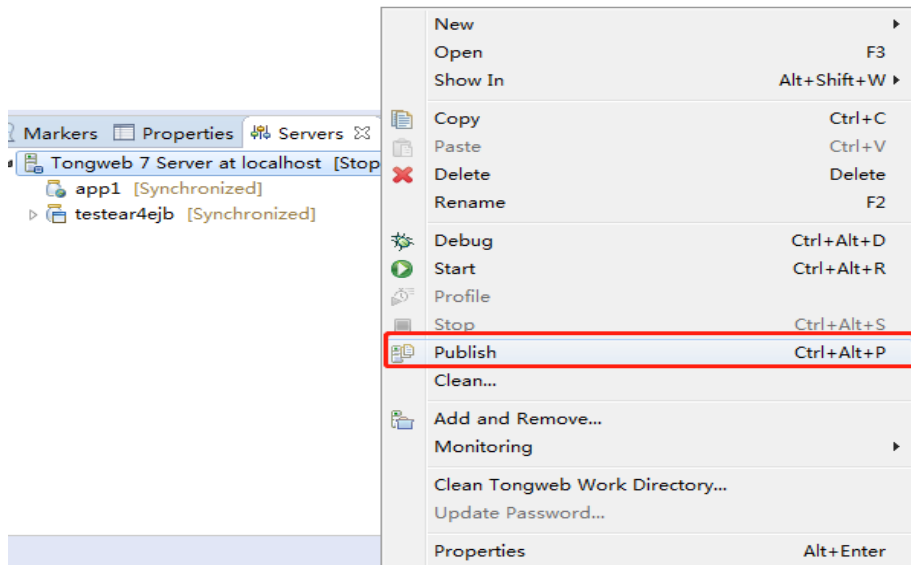 Markers Properties Servers
Tongweb 7 Server at localhost [Stop
app1 [Synchronized]
testear4ejb [Synchronized]
New
Open F3
Show In Alt+Shift+W
Copy Ctrl+C
Paste Ctrl+V
Delete Delete
Rename F2
Debug Ctrl+Alt+D
Start Ctrl+Alt+R
Profile
Stop Ctrl+Alt+S
Publish Ctrl+Alt+P
Clean...
Add and Remove...
Monitoring
Clean Tongweb Work Directory...
Update Password...
Properties Alt+Enter